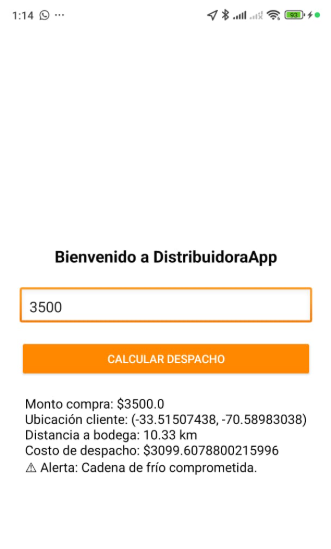 1:14
93
Bienvenido a DistribuidoraApp
3500
CALCULAR DESPACHO
Monto compra: $3500.0
Ubicación cliente: (-33.51507438, -70.58983038)
Distancia a bodega: 10.33 km
Costo de despacho: $3099.6078800215996
⚠ Alerta: Cadena de frío comprometida.